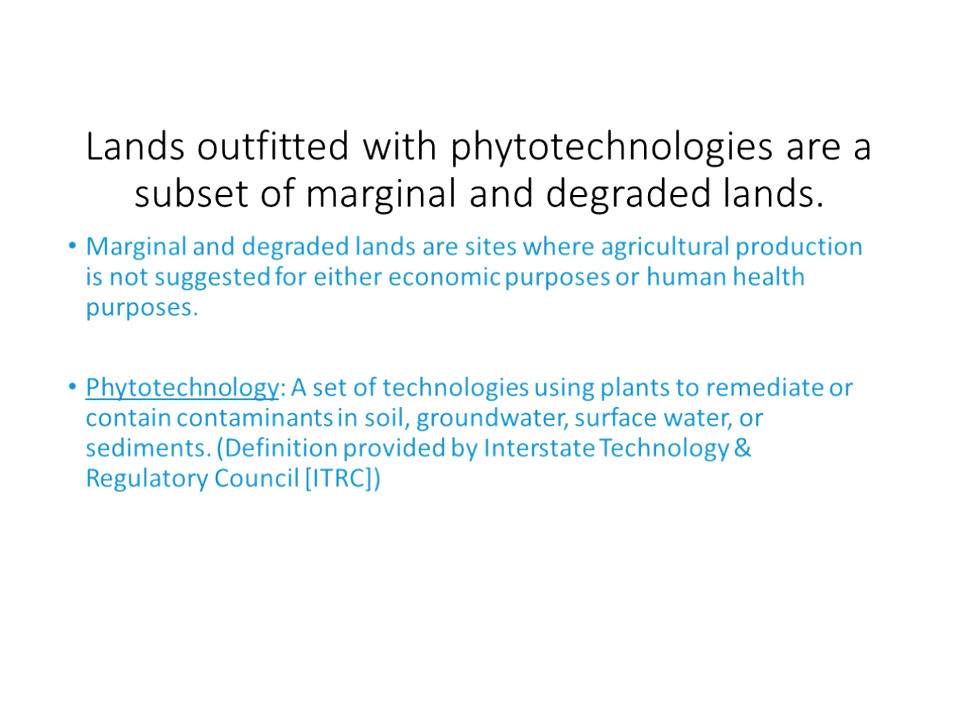 Lands outfitted with phytotechnologies are a
subset of marginal and degraded lands.
• Marginal and degraded lands are sites where agricultural production
is not suggested for either economic purposes or human health
purposes.
• Phytotechnology: A set of technologies using plants to remediate or
contain contaminants in soil, groundwater, surface water, or
sediments. (Definition provided by Interstate Technology &
Regulatory Council [ITRC])